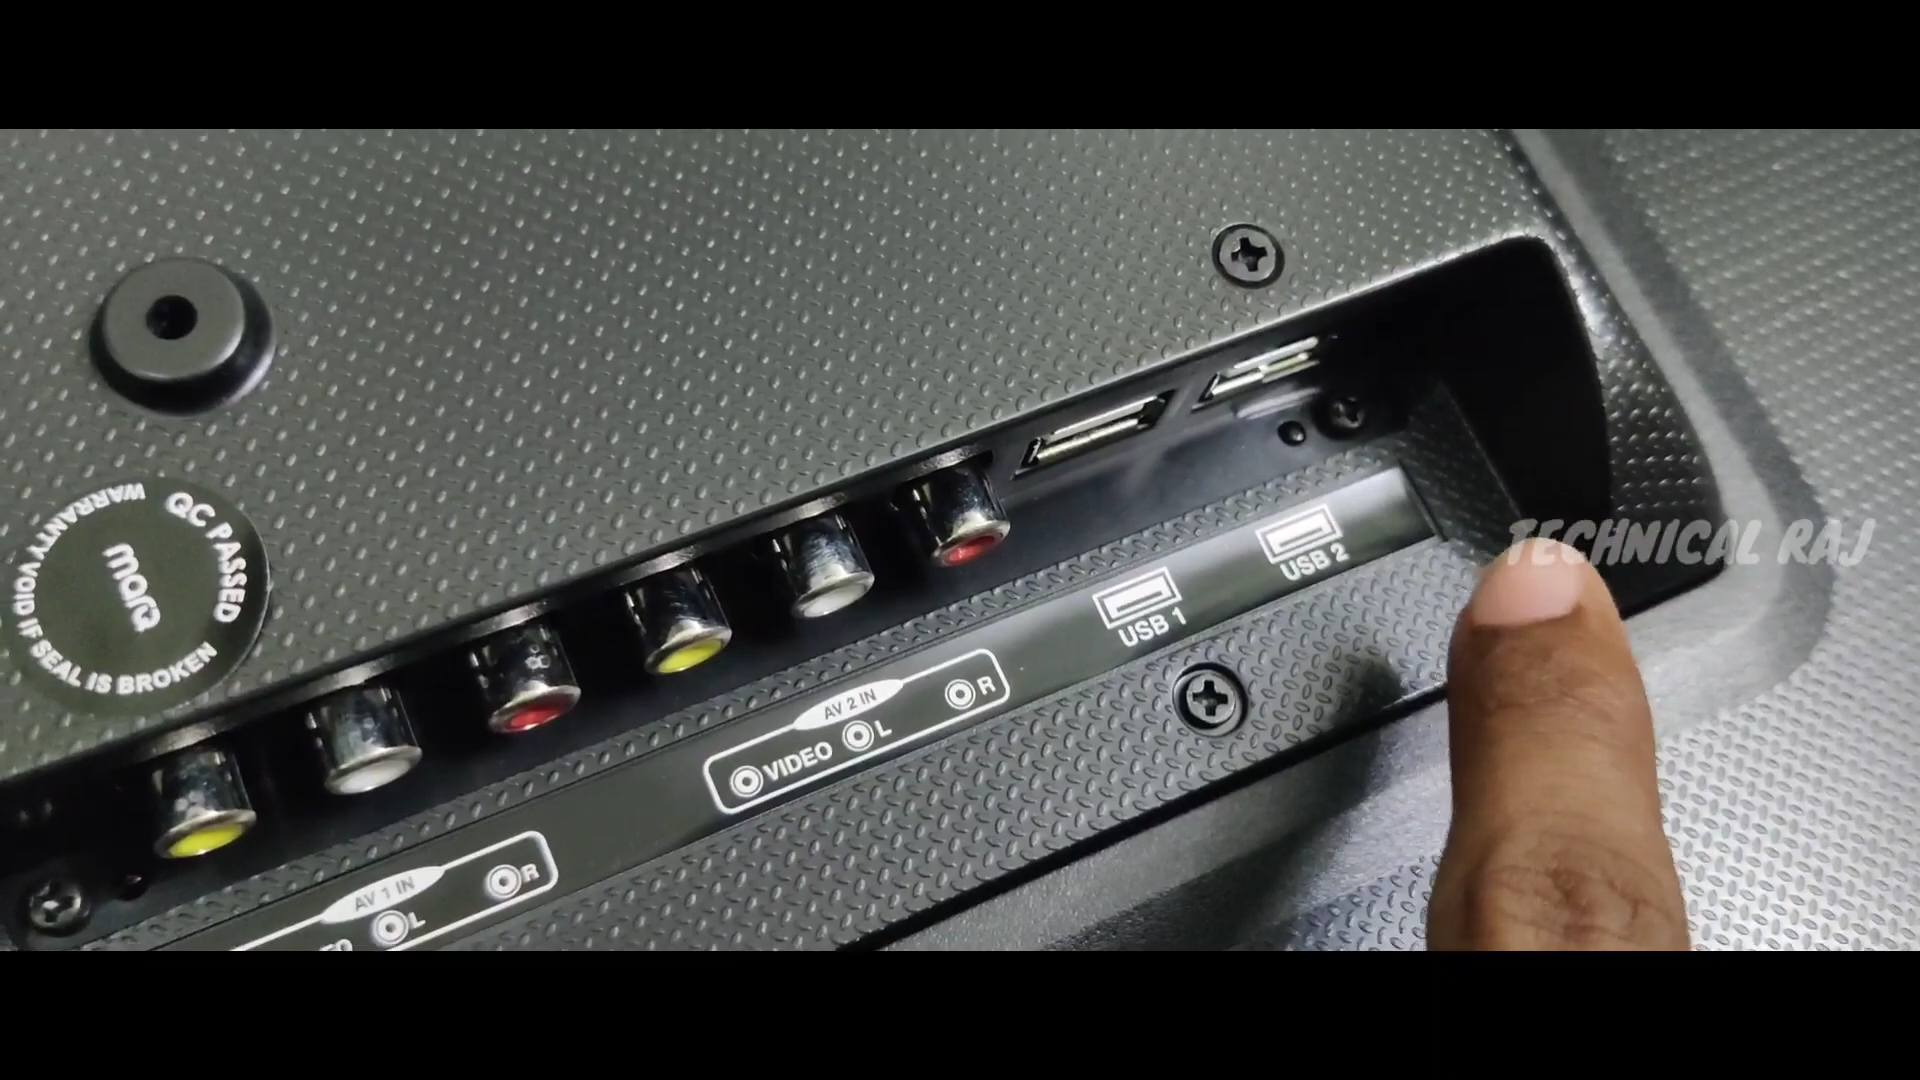 TECHNICAL RAJ
QC PASSED
marq
WARRANTY VOID IF SEAL IS BROKEN
USB 2
USB 1
AV 2 IN
VIDEO L R
AV 1 IN
L R